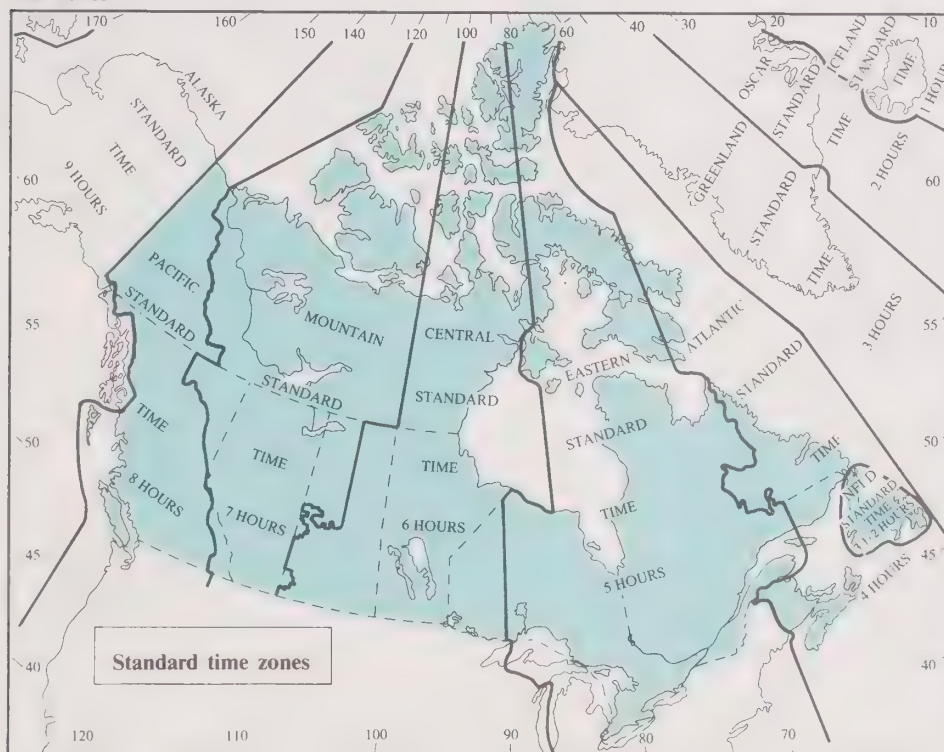 170
160
150
140
120
100
80
60
40
30
20
10
60
55
50
45
40
60
55
50
45
40
120
110
100
90
80
70
ALASKA
STANDARD
TIME
9 HOURS
PACIFIC
STANDARD
TIME
8 HOURS
MOUNTAIN
STANDARD
TIME
7 HOURS
CENTRAL
STANDARD
TIME
6 HOURS
EASTERN
STANDARD
TIME
5 HOURS
ATLANTIC
STANDARD
TIME
4 HOURS
NFLD
STANDARD
TIME
3 1/2 HOURS
GREENLAND
STANDARD
TIME
3 HOURS
OSCAR
STANDARD
TIME
2 HOURS
ICELAND
STANDARD
TIME
1 HOUR
Standard time zones